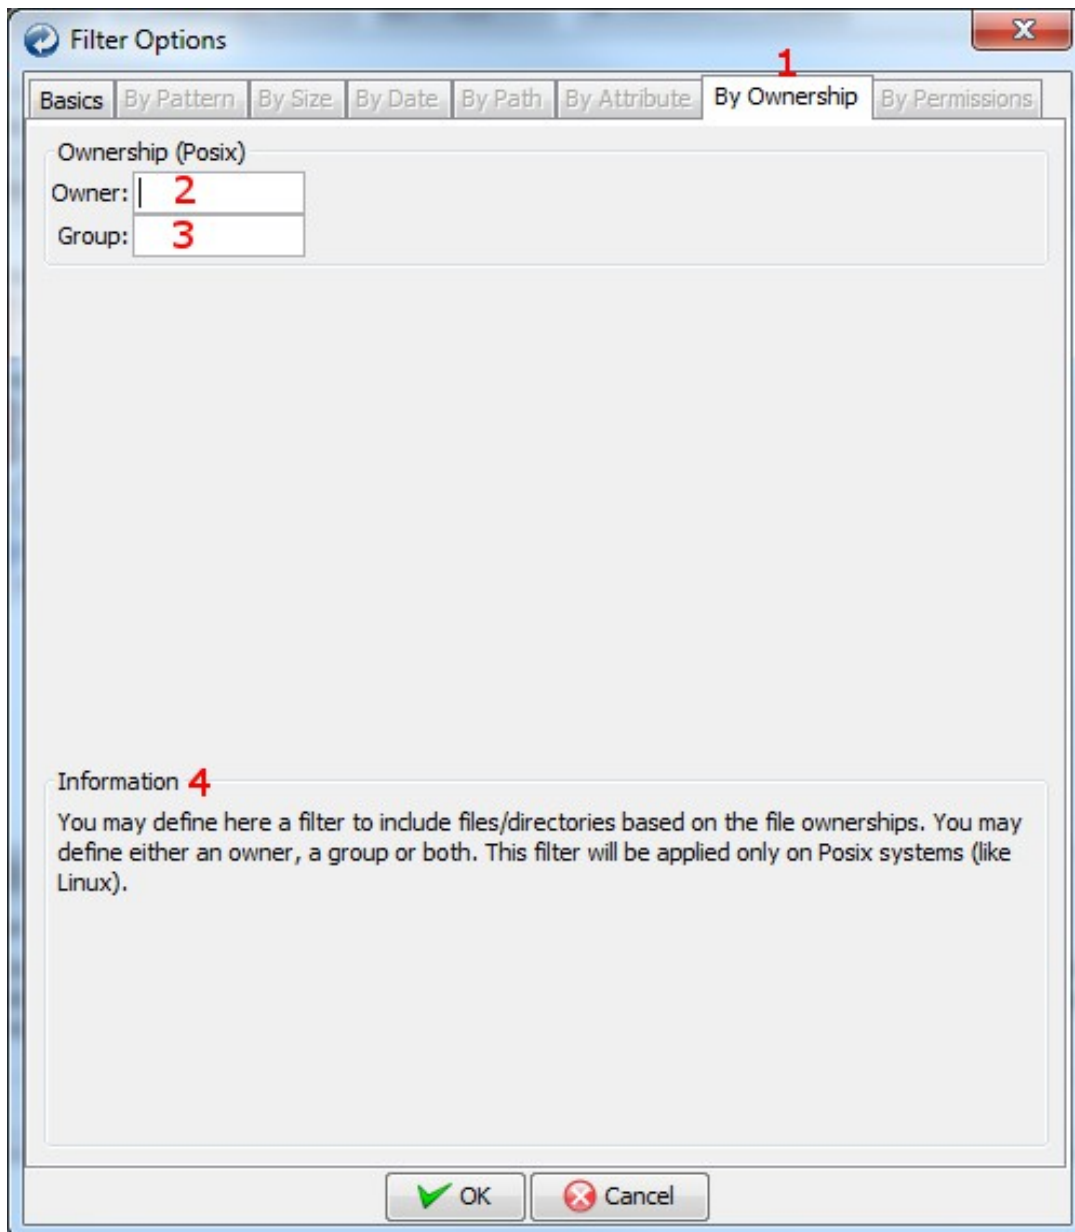 Filter Options
1
Basics By Pattern By Size By Date By Path By Attribute By Ownership By Permissions
Ownership (Posix)
Owner: 2
Group: 3
Information 4
You may define here a filter to include files/directories based on the file ownerships. You may
define either an owner, a group or both. This filter will be applied only on Posix systems (like
Linux).
OK Cancel